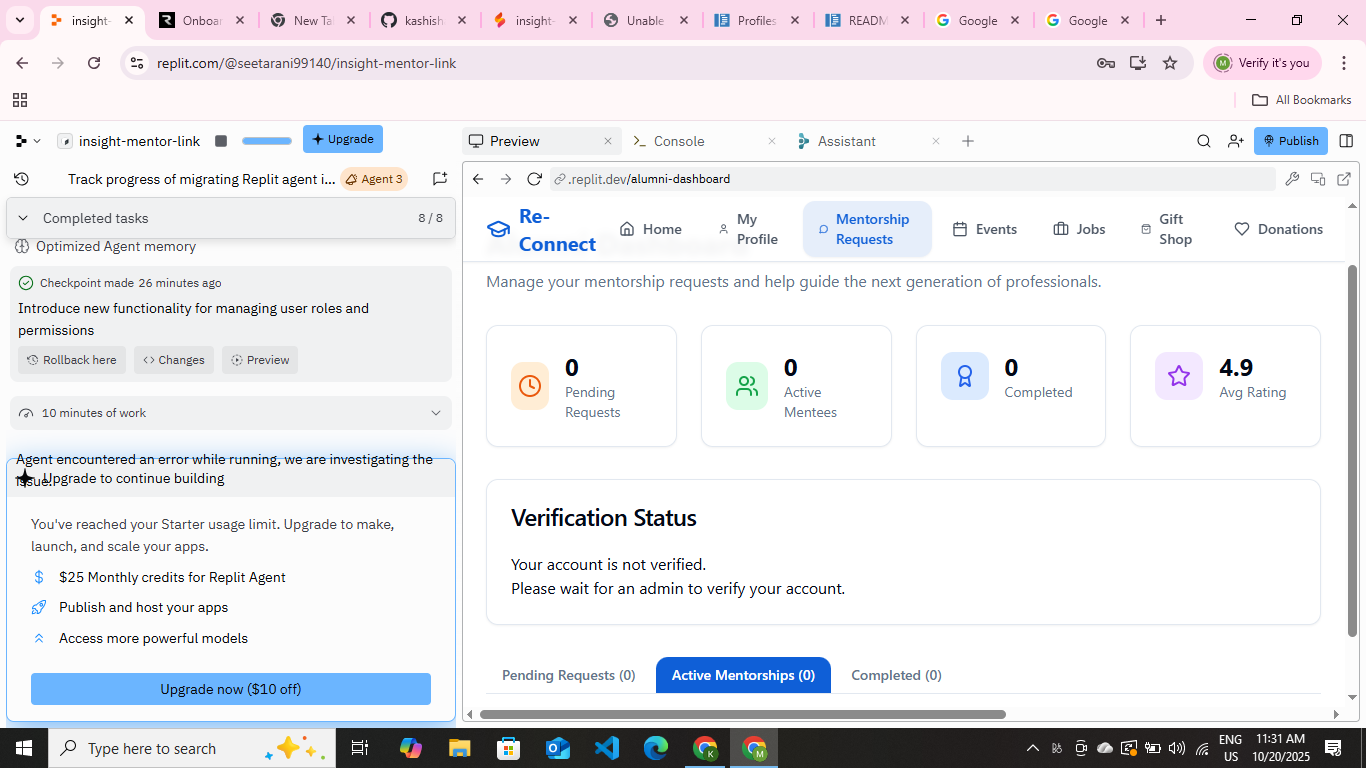 insight-
Onboar
New Ta
kashish
insight-
Unable
Profiles
READM
Google
Google
replit.com/@seetarani99140/insight-mentor-link
Verify it's you
All Bookmarks
insight-mentor-link
Upgrade
Preview
Console
Assistant
Publish
Track progress of migrating Replit agent i...
Agent 3
.replit.dev/alumni-dashboard
Completed tasks
8 / 8
Optimized Agent memory
Checkpoint made 26 minutes ago
Introduce new functionality for managing user roles and
permissions
Rollback here
Changes
Preview
10 minutes of work
Agent encountered an error while running, we are investigating the
issue.
Upgrade to continue building
You've reached your Starter usage limit. Upgrade to make,
launch, and scale your apps.
$25 Monthly credits for Replit Agent
Publish and host your apps
Access more powerful models
Upgrade now ($10 off)
Re-
Connect
Home
My
Profile
Mentorship
Requests
Events
Jobs
Gift
Shop
Donations
Manage your mentorship requests and help guide the next generation of professionals.
0
Pending
Requests
0
Active
Mentees
0
Completed
4.9
Avg Rating
Verification Status
Your account is not verified.
Please wait for an admin to verify your account.
Pending Requests (0)
Active Mentorships (0)
Completed (0)
Type here to search
ENG
US
11:31 AM
10/20/2025